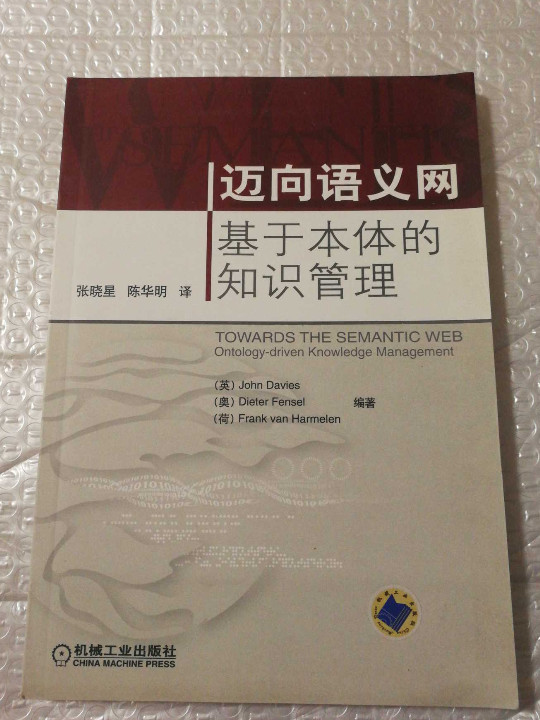 迈向语义网
基于本体的
知识管理
张晓星 陈华明 译
TOWARDS THE SEMANTIC WEB
Ontology-driven Knowledge Management
(英) John Davies
(奥) Dieter Fensel 编著
(荷) Frank van Harmelen
机械工业出版社
CHINA MACHINE PRESS